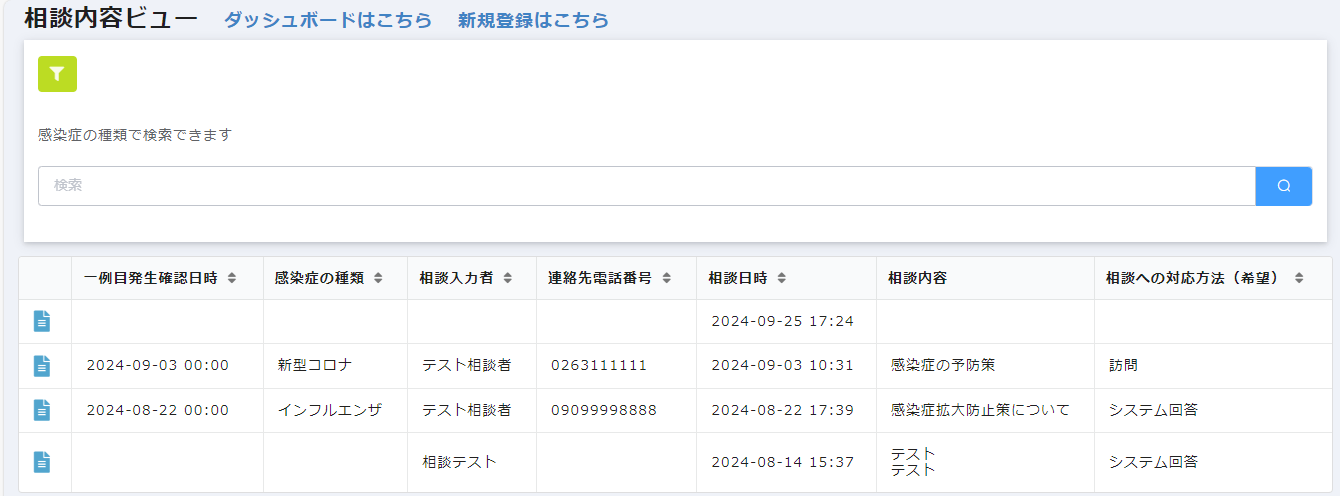 相談内容ビュー ダッシュボードはこちら 新規登録はこちら
感染症の種類で検索できます
検索
一例目発生確認日時 感染症の種類 相談入力者 連絡先電話番号 相談日時 相談内容 相談への対応方法（希望）
2024-09-25 17:24
2024-09-03 00:00 新型コロナ テスト相談者 0263111111 2024-09-03 10:31 感染症の予防策 訪問
2024-08-22 00:00 インフルエンザ テスト相談者 09099998888 2024-08-22 17:39 感染症拡大防止策について システム回答
相談テスト 2024-08-14 15:37 テスト システム回答
テスト